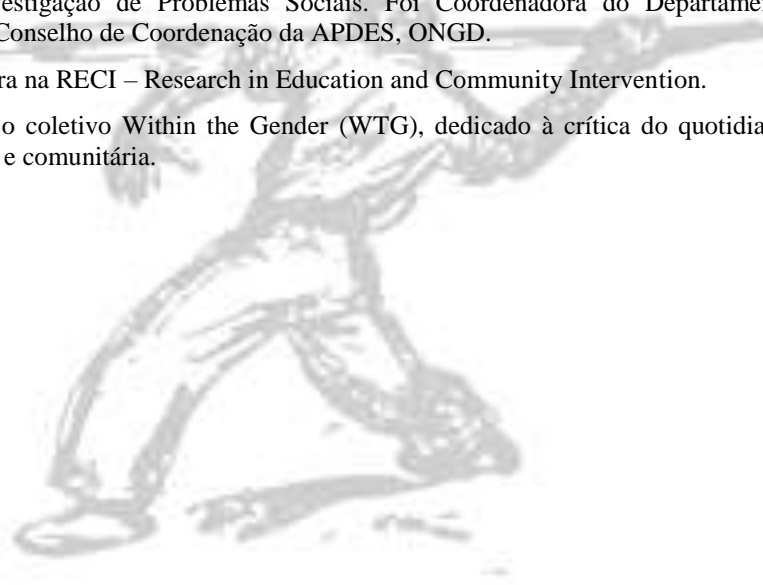 estigação de Problemas Sociais. Foi Coordenadora do Departamen
Conselho de Coordenação da APDES, ONGD.
ra na RECI – Research in Education and Community Intervention.
o coletivo Within the Gender (WTG), dedicado à crítica do quotidia
e comunitária.